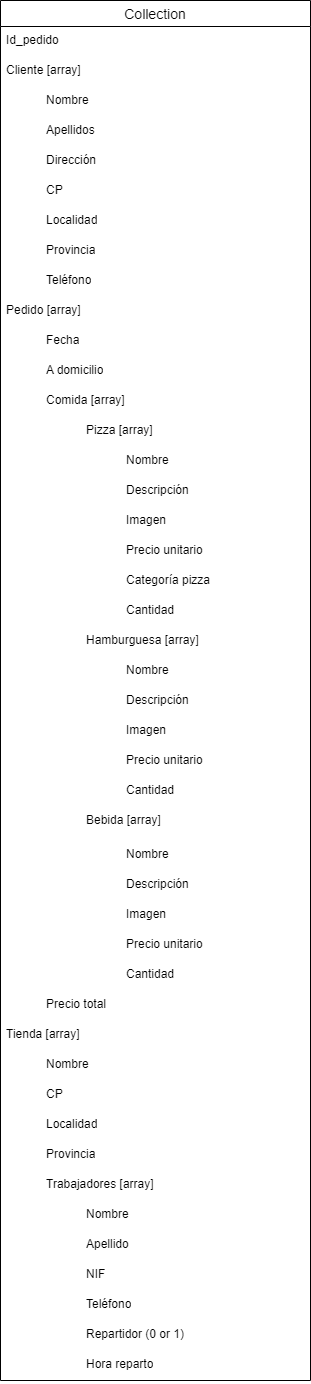 Collection
Id_pedido
Cliente [array]
Nombre
Apellidos
Dirección
CP
Localidad
Provincia
Teléfono
Pedido [array]
Fecha
A domicilio
Comida [array]
Pizza [array]
Nombre
Descripción
Imagen
Precio unitario
Categoría pizza
Cantidad
Hamburguesa [array]
Nombre
Descripción
Imagen
Precio unitario
Cantidad
Bebida [array]
Nombre
Descripción
Imagen
Precio unitario
Cantidad
Precio total
Tienda [array]
Nombre
CP
Localidad
Provincia
Trabajadores [array]
Nombre
Apellido
NIF
Teléfono
Repartidor (0 or 1)
Hora reparto